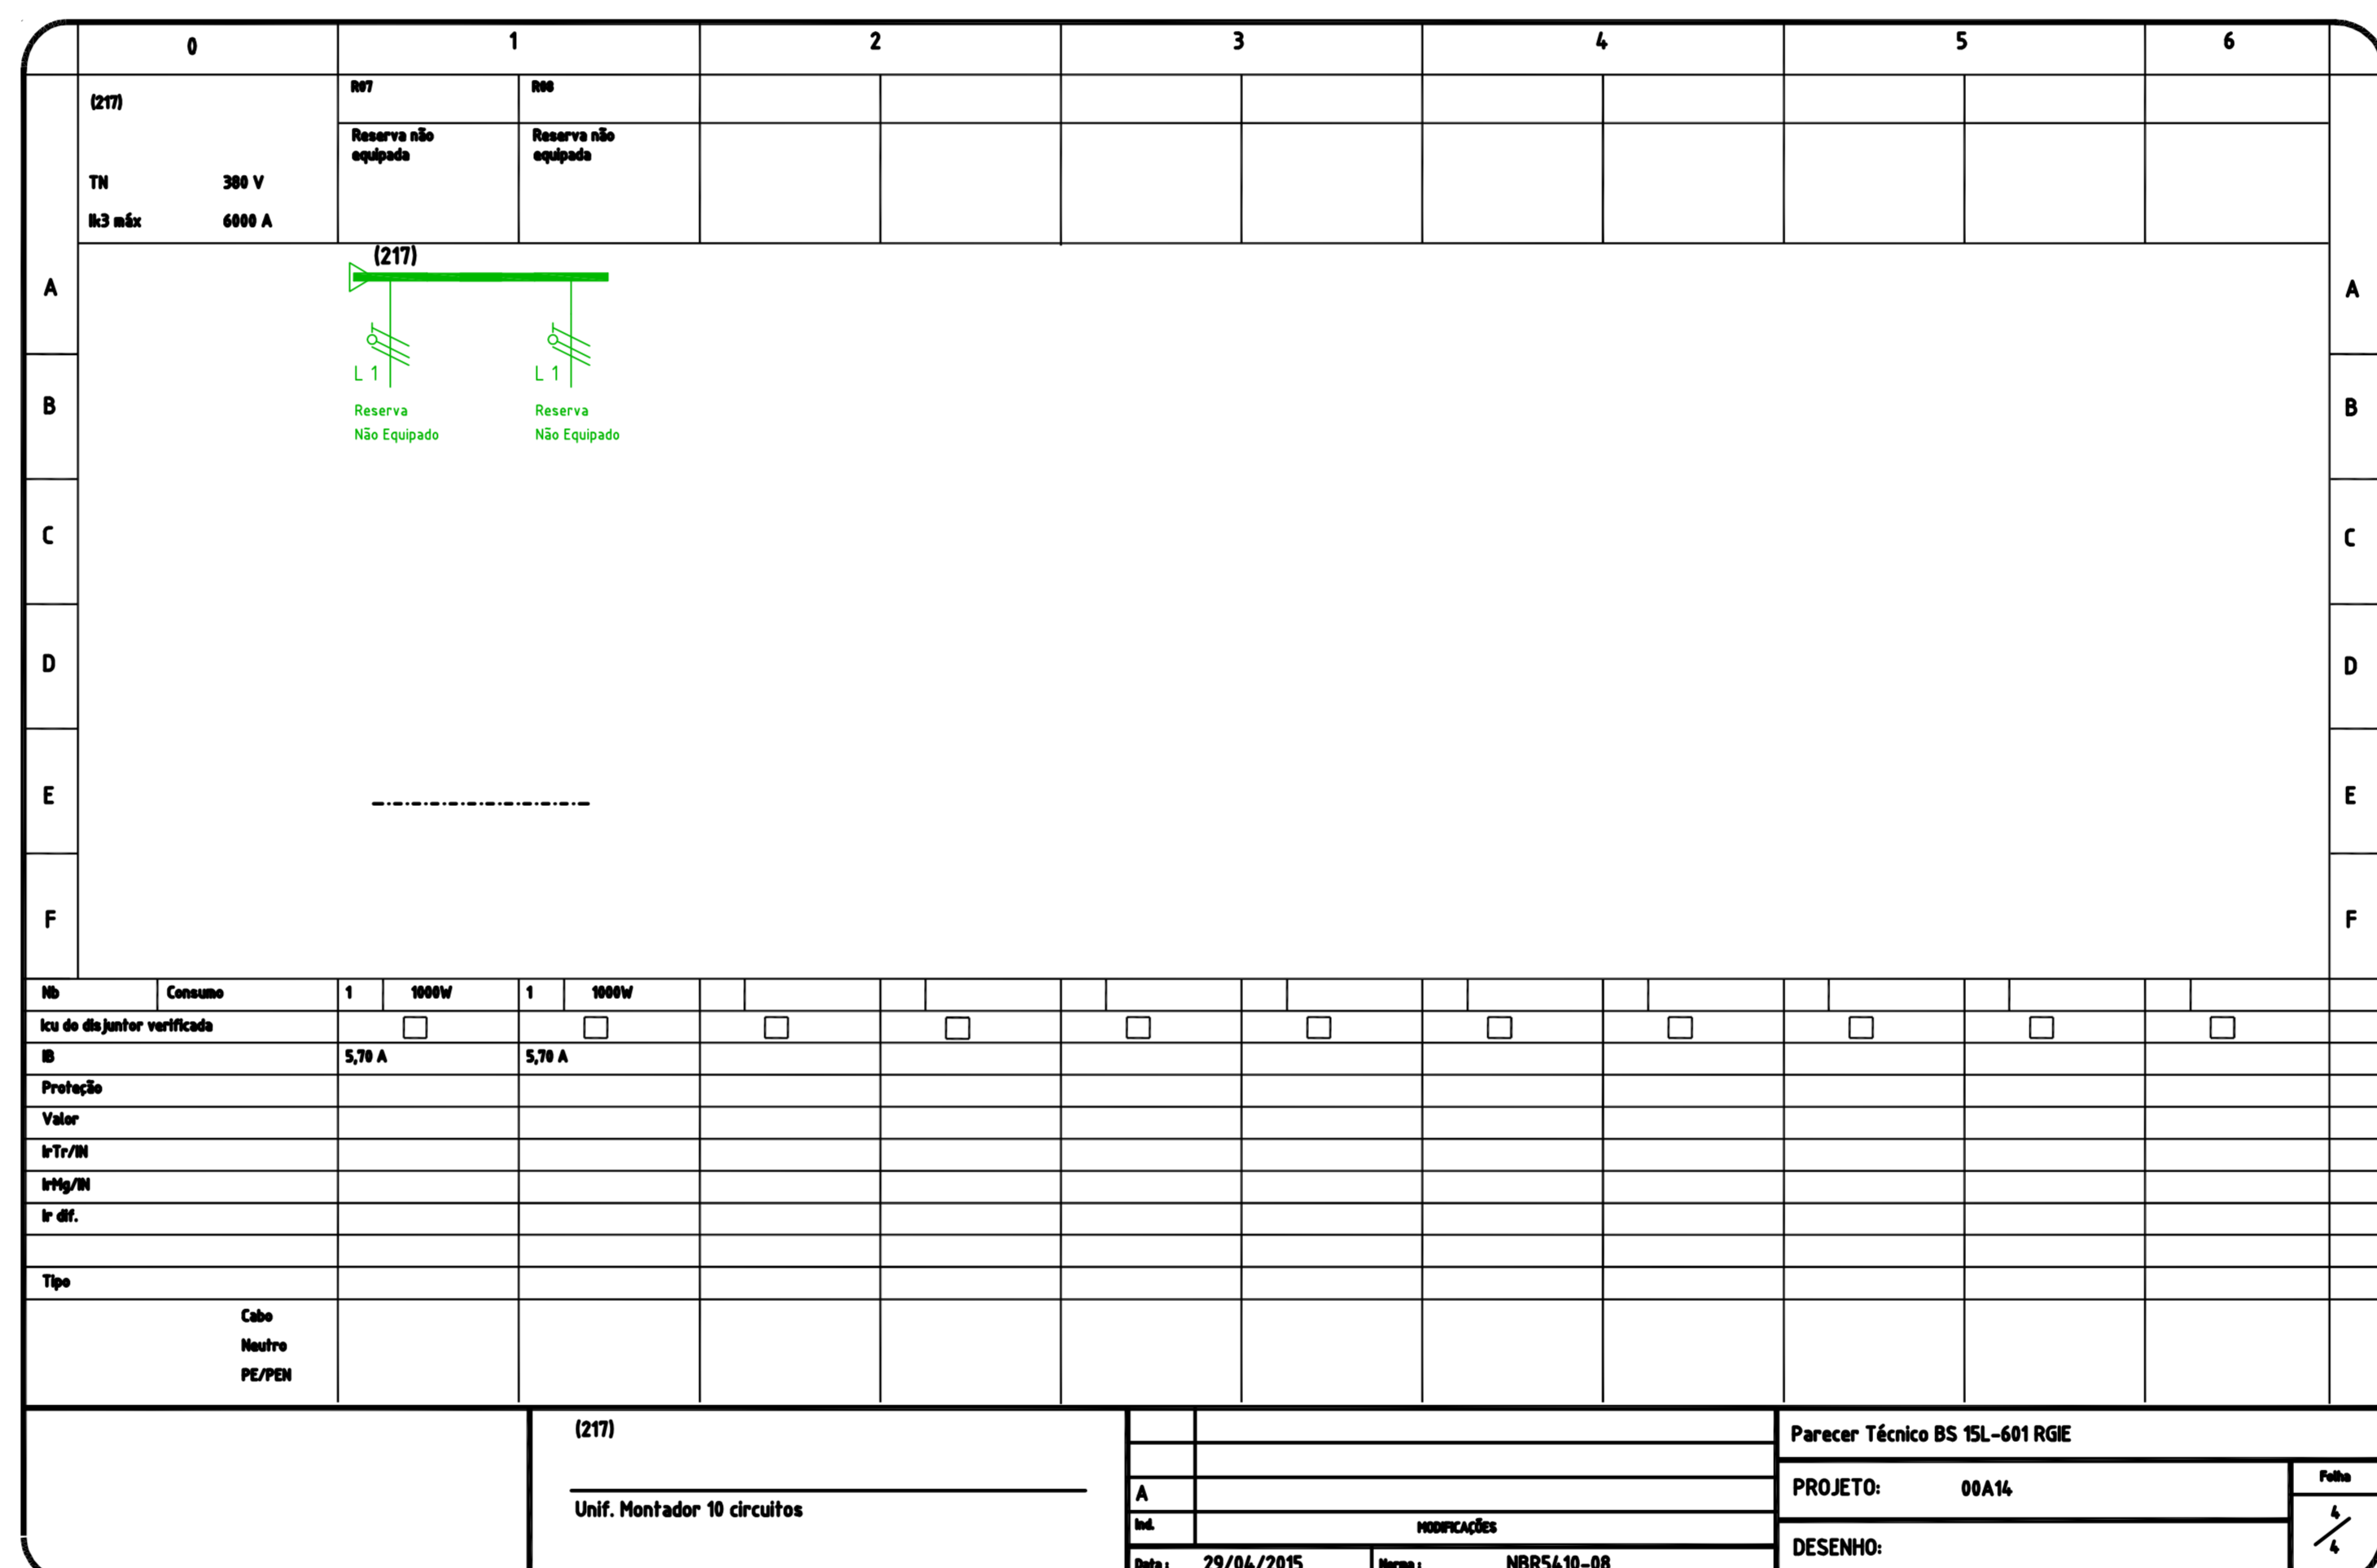 0 1 2 3 4 5 6
(217)
R07 R08
Reserva não Reserva não
equipada equipada
TN 380 V
Ik3 máx 6000 A
(217)
A A
L 1 L 1
B B
Reserva Reserva
Não Equipado Não Equipado
C C
D D
E E
F F
Nb Consumo 1 1000W 1 1000W
Icu do disjuntor verificada
IB 5,70 A 5,70 A
Proteção
Valor
IrTr/IN
IrMg/IN
Ir dif.
Tipo
Cabo
Neutro
PE/PEN
(217)
Unif. Montador 10 circuitos
A
Ind. MODIFICAÇÕES
Data : 29/04/2015 Norma : NBR5410-08
Parecer Técnico BS 15L-601 RGIE
PROJETO: 00A14
Folha
4/4
DESENHO: